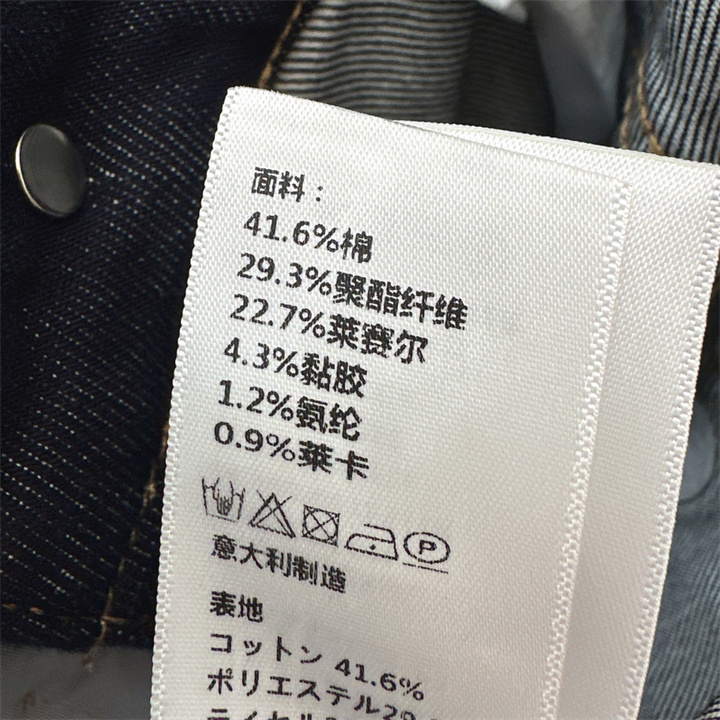 面料：
41.6%棉
29.3%聚酯纤维
22.7%莱赛尔
4.3%黏胶
1.2%氨纶
0.9%莱卡
P
意大利制造
表地
コットン 41.6%
ポリエステル29.